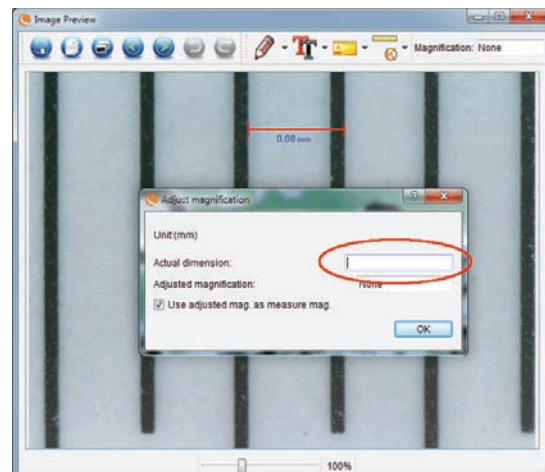 Image Preview
Magnification: None
0.00 mm
Adjust magnification
Unit:(mm)
Actual dimension:
Adjusted magnification: None
Use adjusted mag. as measure mag.
OK
100%